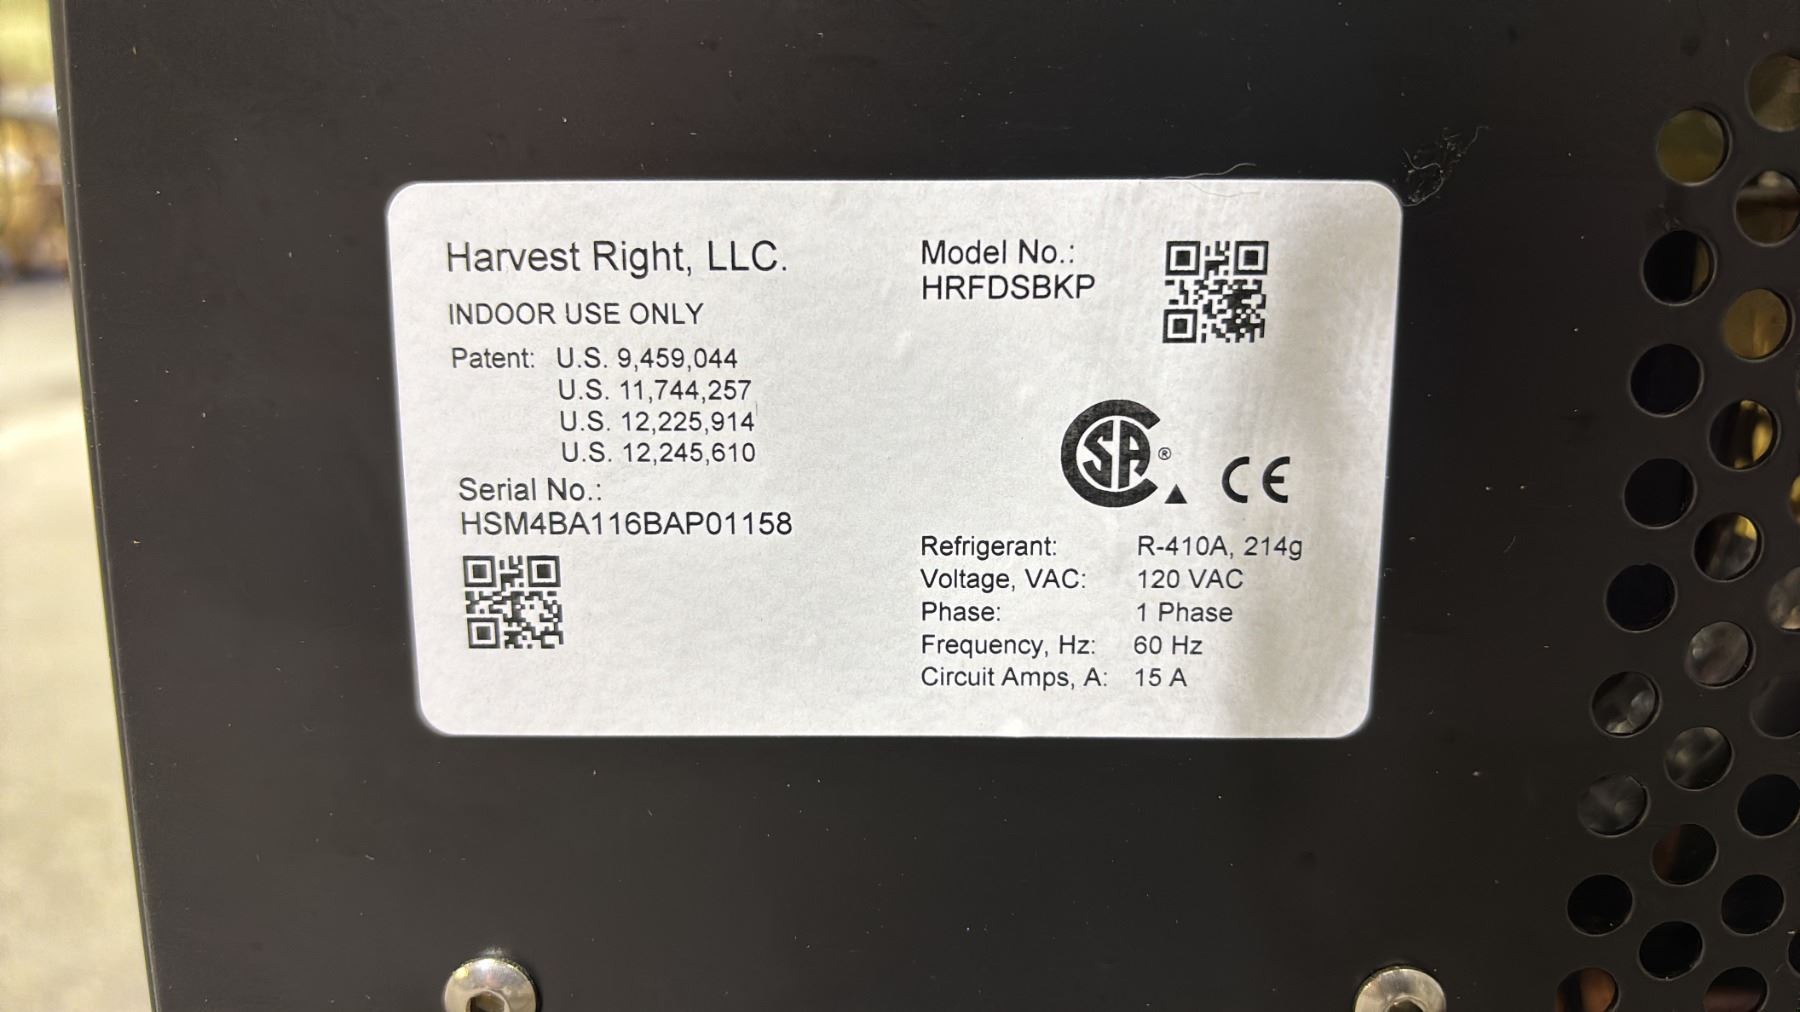 Harvest Right, LLC.
INDOOR USE ONLY
Patent: U.S. 9,459,044
U.S. 11,744,257
U.S. 12,225,914
U.S. 12,245,610
Serial No.:
HSM4BA116BAP01158
Model No.:
HRFDSBKP
CSA®
CE
Refrigerant: R-410A, 214g
Voltage, VAC: 120 VAC
Phase: 1 Phase
Frequency, Hz: 60 Hz
Circuit Amps, A: 15 A